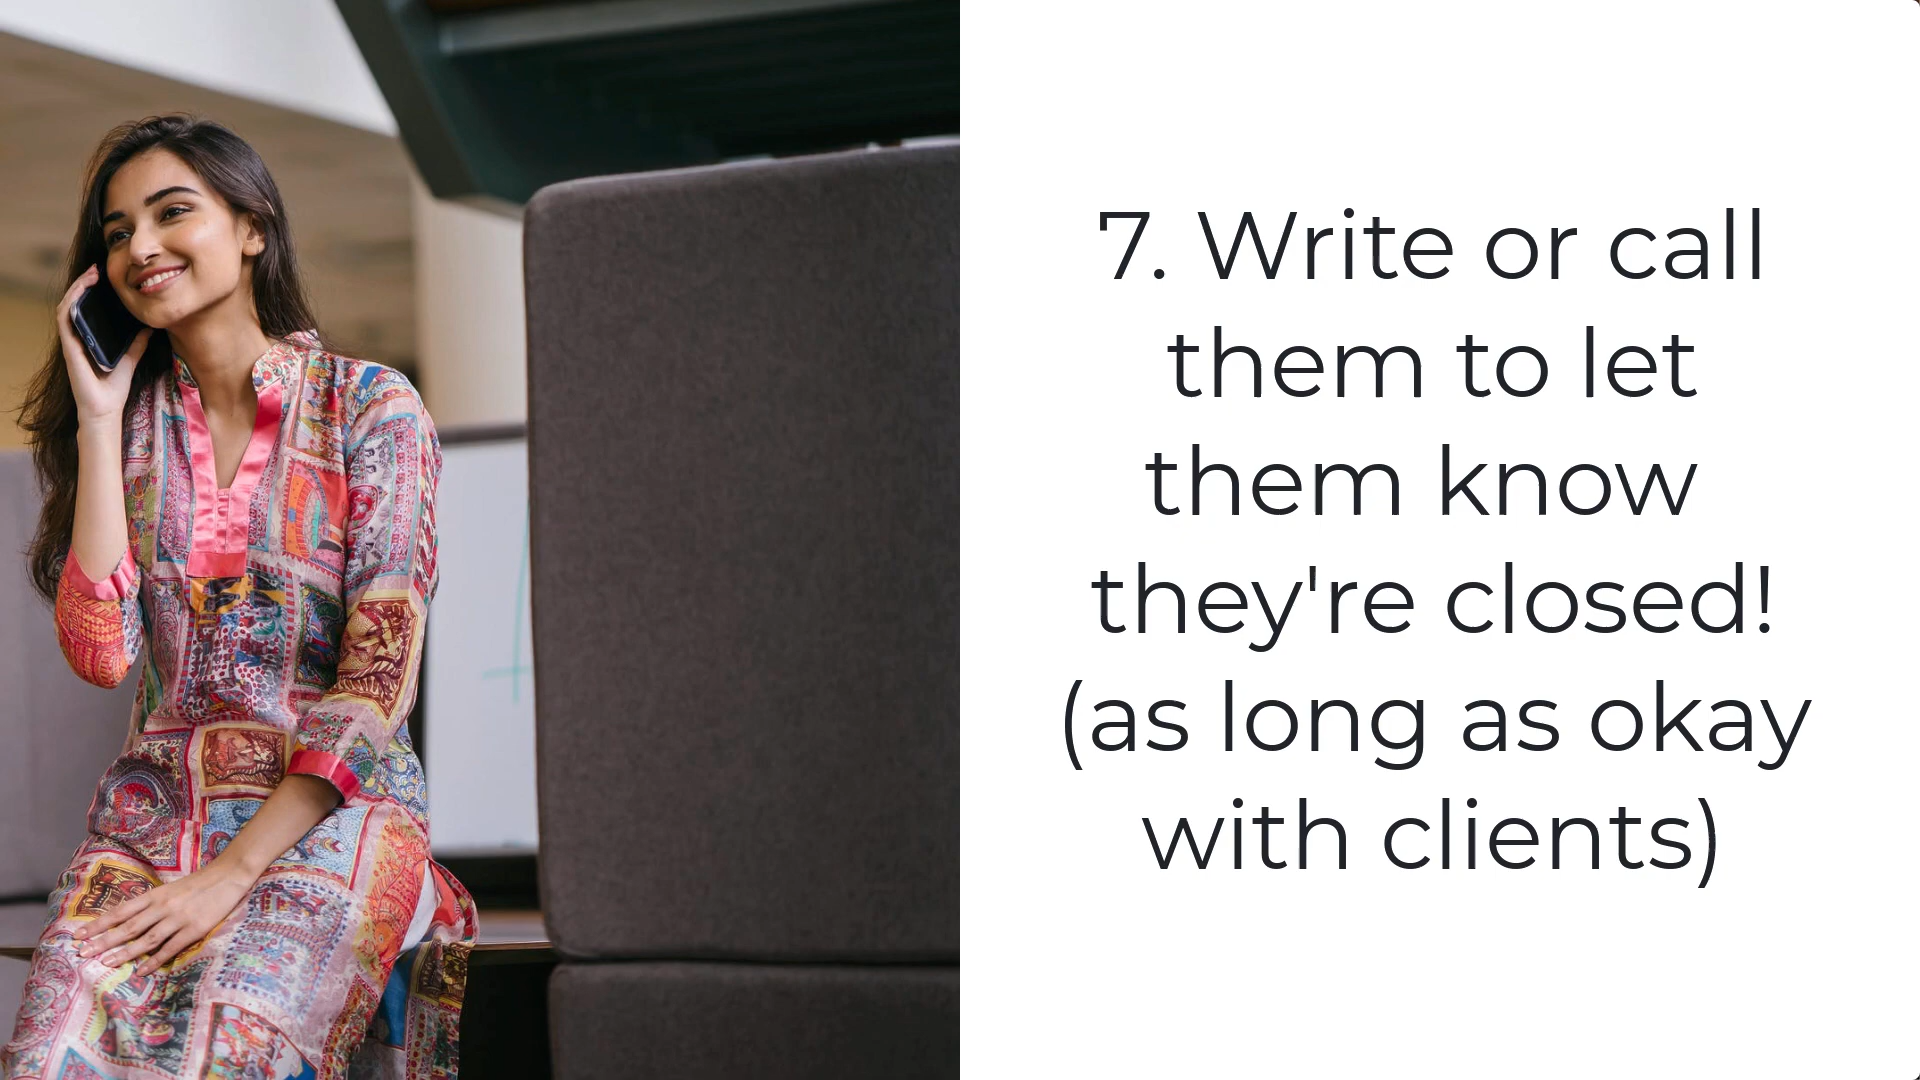 7. Write or call
them to let
them know
they're closed!
(as long as okay
with clients)